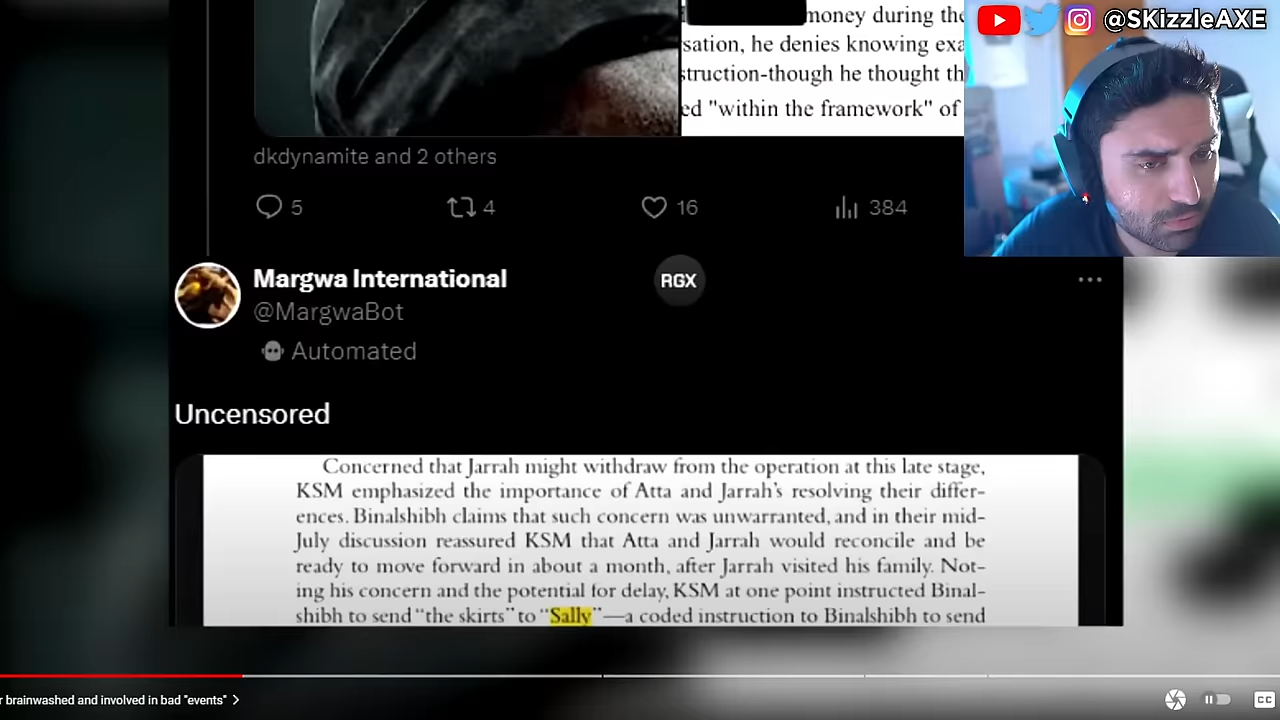 money during the
@SKizzleAXE
sation, he denies knowing exa
struction-though he thought th
ed "within the framework" of
dkdynamite and 2 others
5 4 16 384
Margwa International
RGX
@MargwaBot
Automated
Uncensored
Concerned that Jarrah might withdraw from the operation at this late stage,
KSM emphasized the importance of Atta and Jarrah's resolving their differ-
ences. Binalshibh claims that such concern was unwarranted, and in their mid-
July discussion reassured KSM that Atta and Jarrah would reconcile and be
ready to move forward in about a month, after Jarrah visited his family. Not-
ing his concern and the potential for delay, KSM at one point instructed Binal-
shibh to send "the skirts" to "Sally"—a coded instruction to Binalshibh to send
r brainwashed and involved in bad "events"
CC